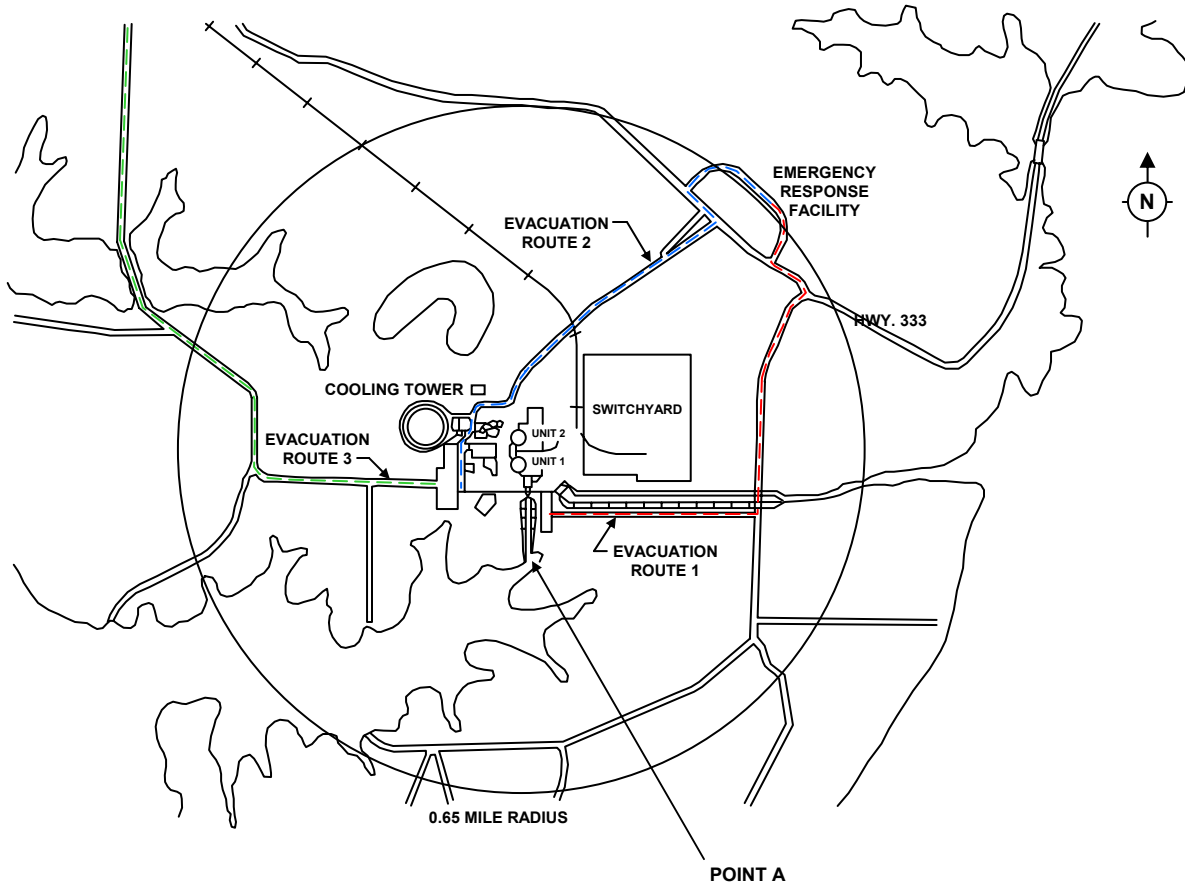 EMERGENCY
RESPONSE
FACILITY
N
EVACUATION
ROUTE 2
HWY. 333
COOLING TOWER
SWITCHYARD
UNIT 2
EVACUATION
ROUTE 3
UNIT 1
EVACUATION
ROUTE 1
0.65 MILE RADIUS
POINT A